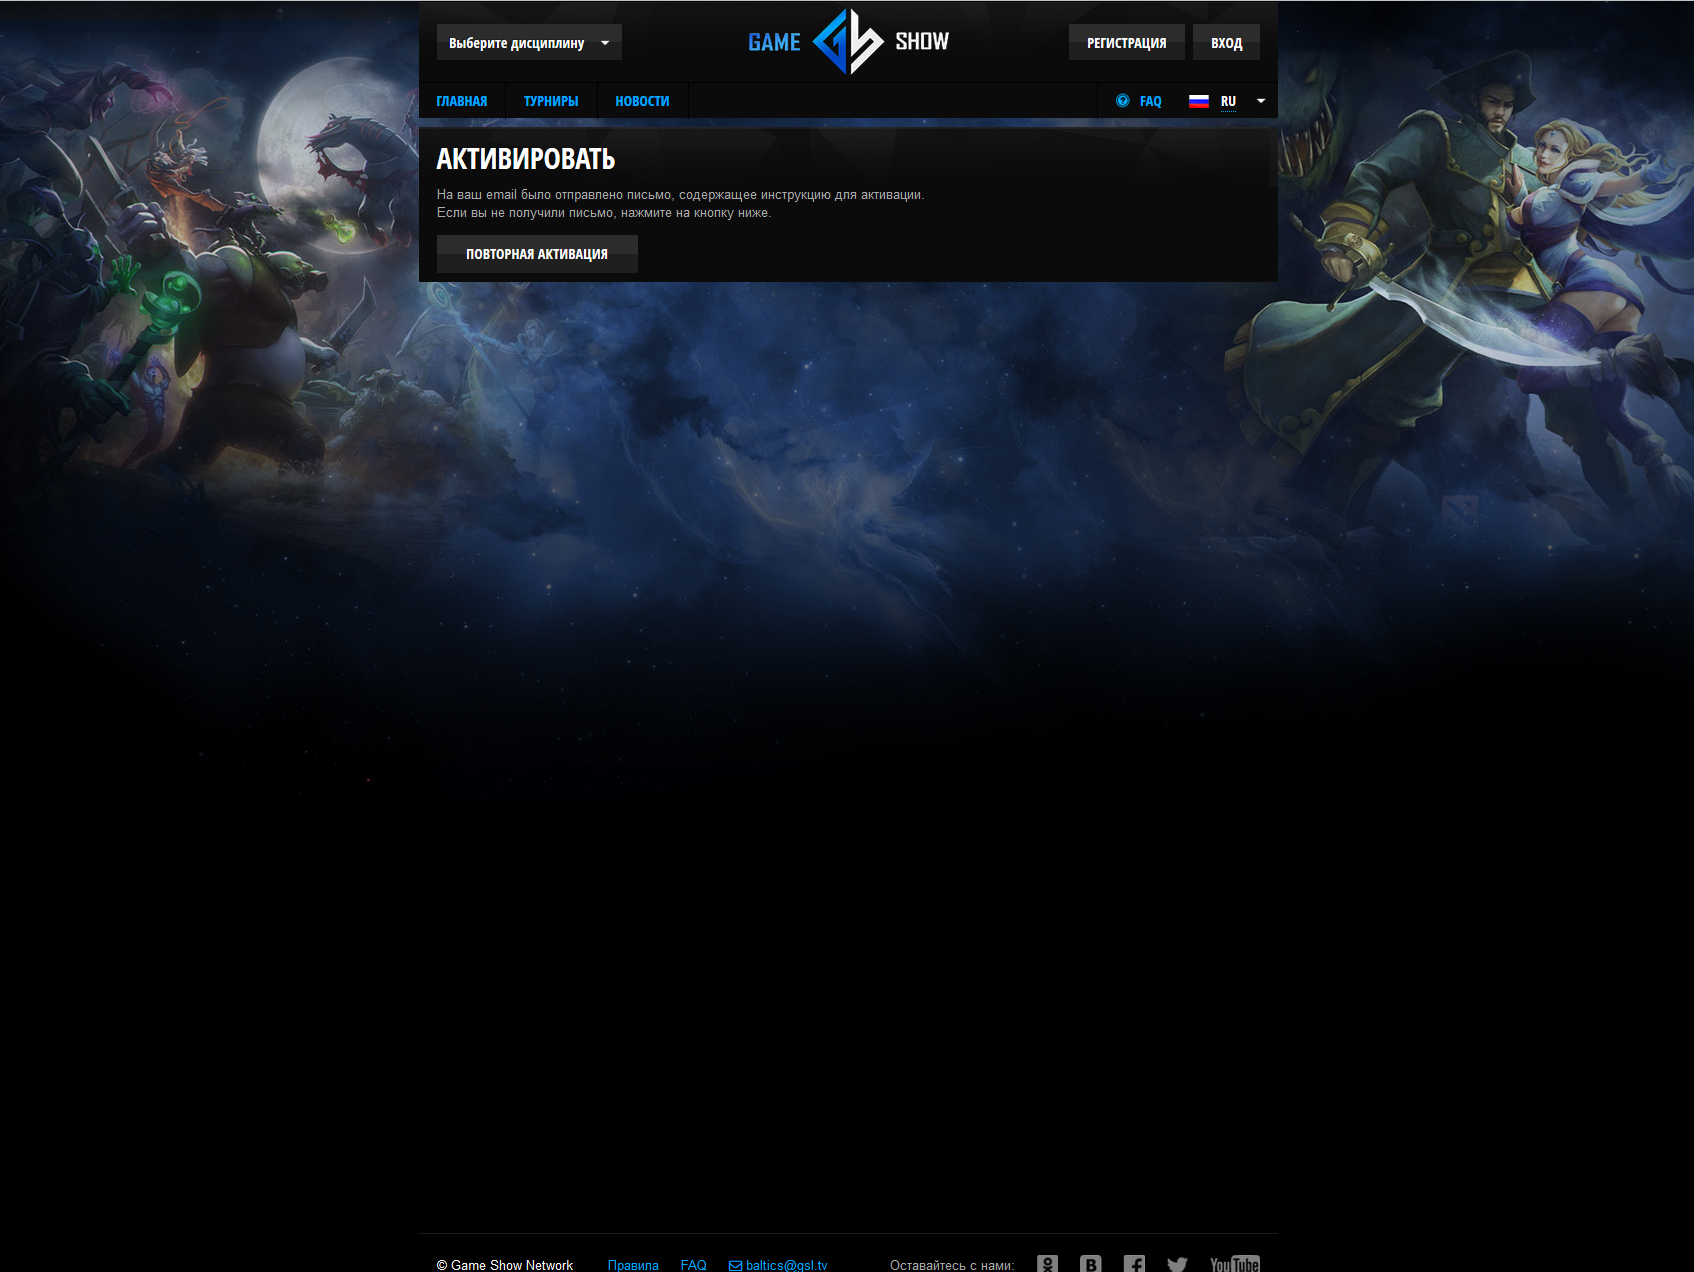 Выберите дисциплину
GAME SHOW
РЕГИСТРАЦИЯ
ВХОД
ГЛАВНАЯ
ТУРНИРЫ
НОВОСТИ
FAQ
RU
АКТИВИРОВАТЬ
На ваш email было отправлено письмо, содержащее инструкцию для активации.
Если вы не получили письмо, нажмите на кнопку ниже.
ПОВТОРНАЯ АКТИВАЦИЯ
© Game Show Network
Правила
FAQ
baltics@gsl.tv
Оставайтесь с нами:
YouTube